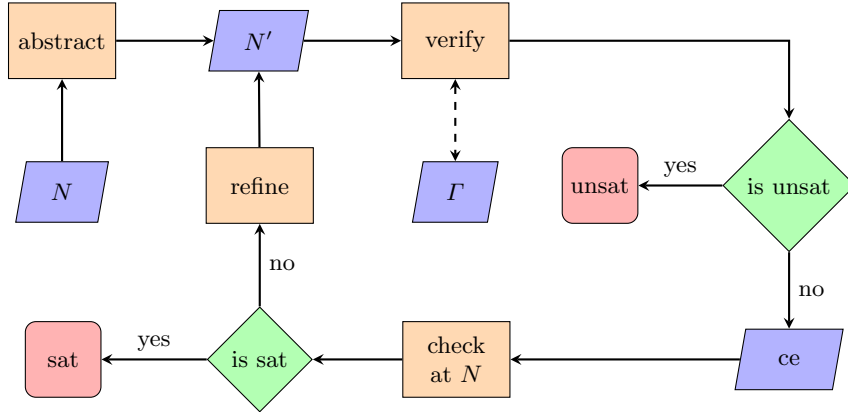 abstract
N′
verify
N
refine
Γ
unsat
yes
is unsat
no
no
sat
yes
is sat
check
at N
ce